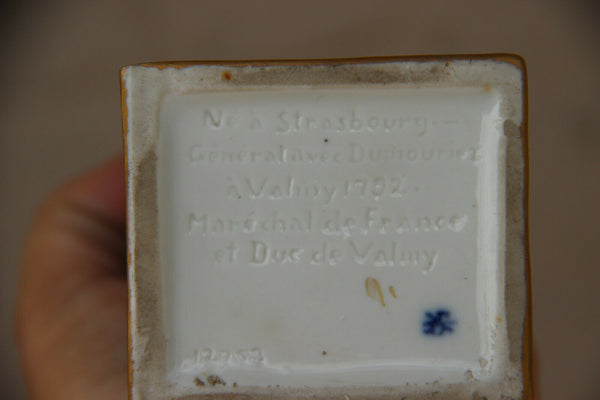 Né à Strasbourg.—
Général avec Dumouriez
à Valmy 1792.
Maréchal de France
et Duc de Valmy